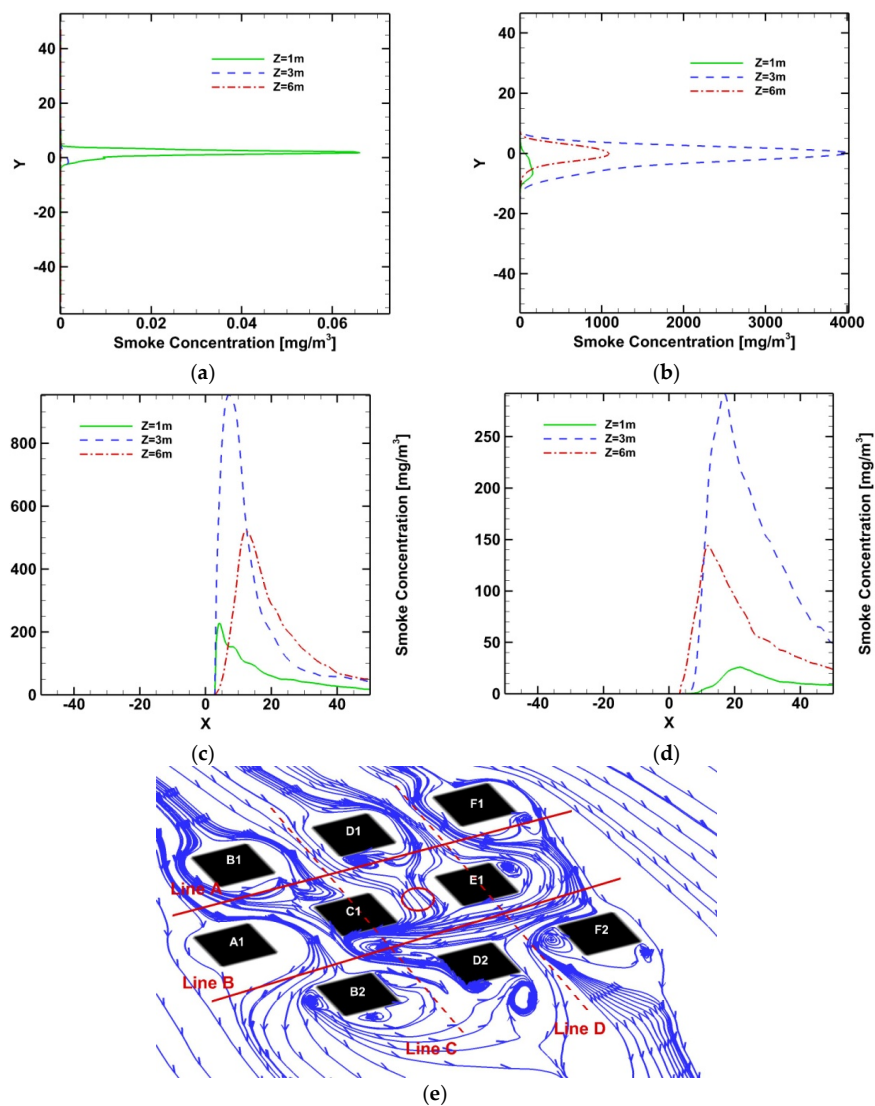 40
20
0
-20
-40
Y
Z=1m
Z=3m
Z=6m
0
0.02
0.04
0.06
Smoke Concentration [mg/m³]
(a)
40
20
0
-20
-40
Y
Z=1m
Z=3m
Z=6m
0
1000
2000
3000
4000
Smoke Concentration [mg/m³]
(b)
800
600
400
200
0
Z=1m
Z=3m
Z=6m
-40
-20
0
20
40
X
Smoke Concentration [mg/m³]
(c)
250
200
150
100
50
0
Z=1m
Z=3m
Z=6m
-40
-20
0
20
40
X
Smoke Concentration [mg/m³]
(d)
F1
D1
B1
E1
Line A
C1
F2
A1
D2
Line B
B2
Line D
Line C
(e)